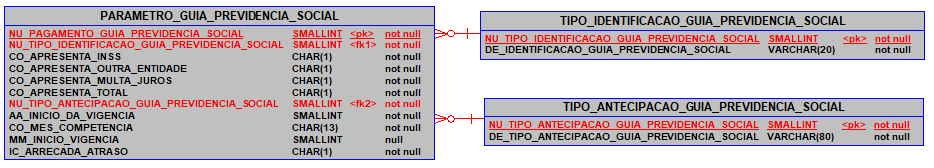 PARAMETRO_GUIA_PREVIDENCIA_SOCIAL
NU_PAGAMENTO_GUIA_PREVIDENCIA_SOCIAL SMALLINT <pk> not null
NU_TIPO_IDENTIFICACAO_GUIA_PREVIDENCIA_SOCIAL SMALLINT <fk1> not null
CO_APRESENTA_INSS CHAR(1) not null
CO_APRESENTA_OUTRA_ENTIDADE CHAR(1) not null
CO_APRESENTA_MULTA_JUROS CHAR(1) not null
CO_APRESENTA_TOTAL CHAR(1) not null
NU_TIPO_ANTECIPACAO_GUIA_PREVIDENCIA_SOCIAL SMALLINT <fk2> not null
AA_INICIO_DA_VIGENCIA SMALLINT not null
CO_MES_COMPETENCIA CHAR(13) not null
MM_INICIO_VIGENCIA SMALLINT null
IC_ARRECADA_ATRASO CHAR(1) not null
TIPO_IDENTIFICACAO_GUIA_PREVIDENCIA_SOCIAL
NU_TIPO_IDENTIFICACAO_GUIA_PREVIDENCIA_SOCIAL SMALLINT <pk> not null
DE_IDENTIFICACAO_GUIA_PREVIDENCIA_SOCIAL VARCHAR(20) not null
TIPO_ANTECIPACAO_GUIA_PREVIDENCIA_SOCIAL
NU_TIPO_ANTECIPACAO_GUIA_PREVIDENCIA_SOCIAL SMALLINT <pk> not null
DE_TIPO_ANTECIPACAO_GUIA_PREVIDENCIA_SOCIAL VARCHAR(80) not null